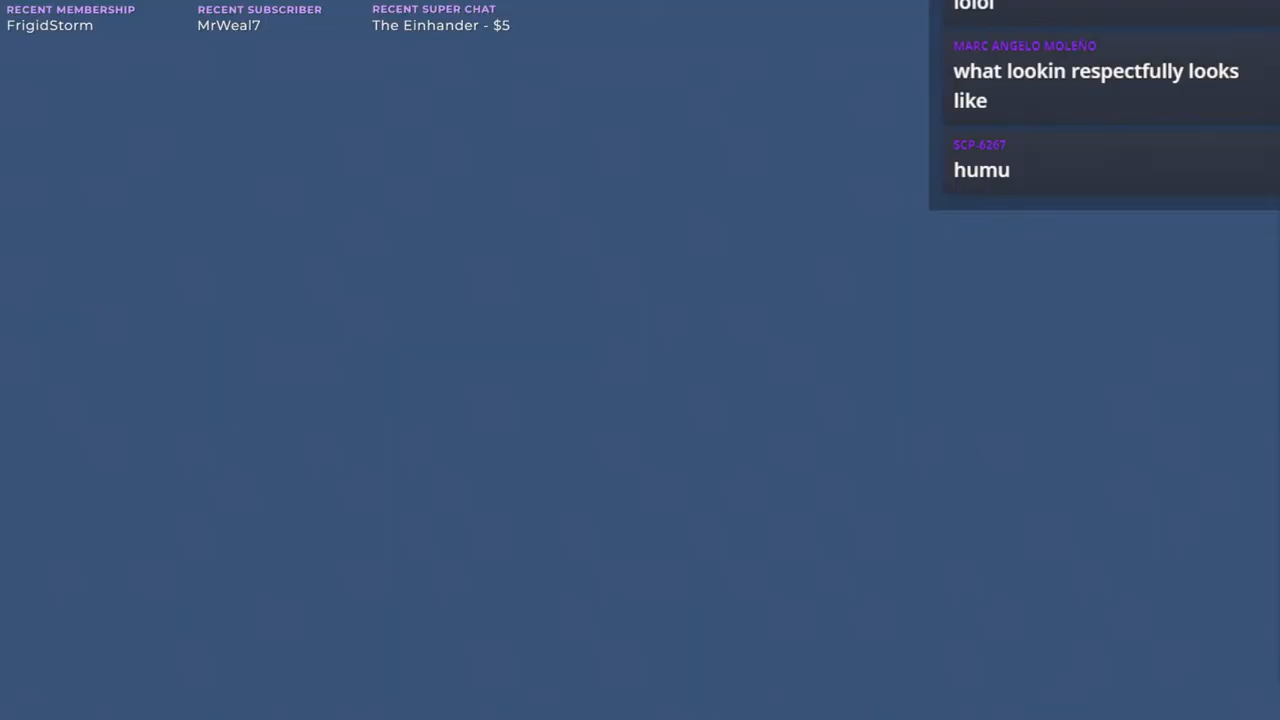 RECENT MEMBERSHIP
FrigidStorm
RECENT SUBSCRIBER
MrWeal7
RECENT SUPER CHAT
The Einhander - $5
lolol
MARC ANGELO MOLEÑO
what lookin respectfully looks
like
SCP-6267
humu